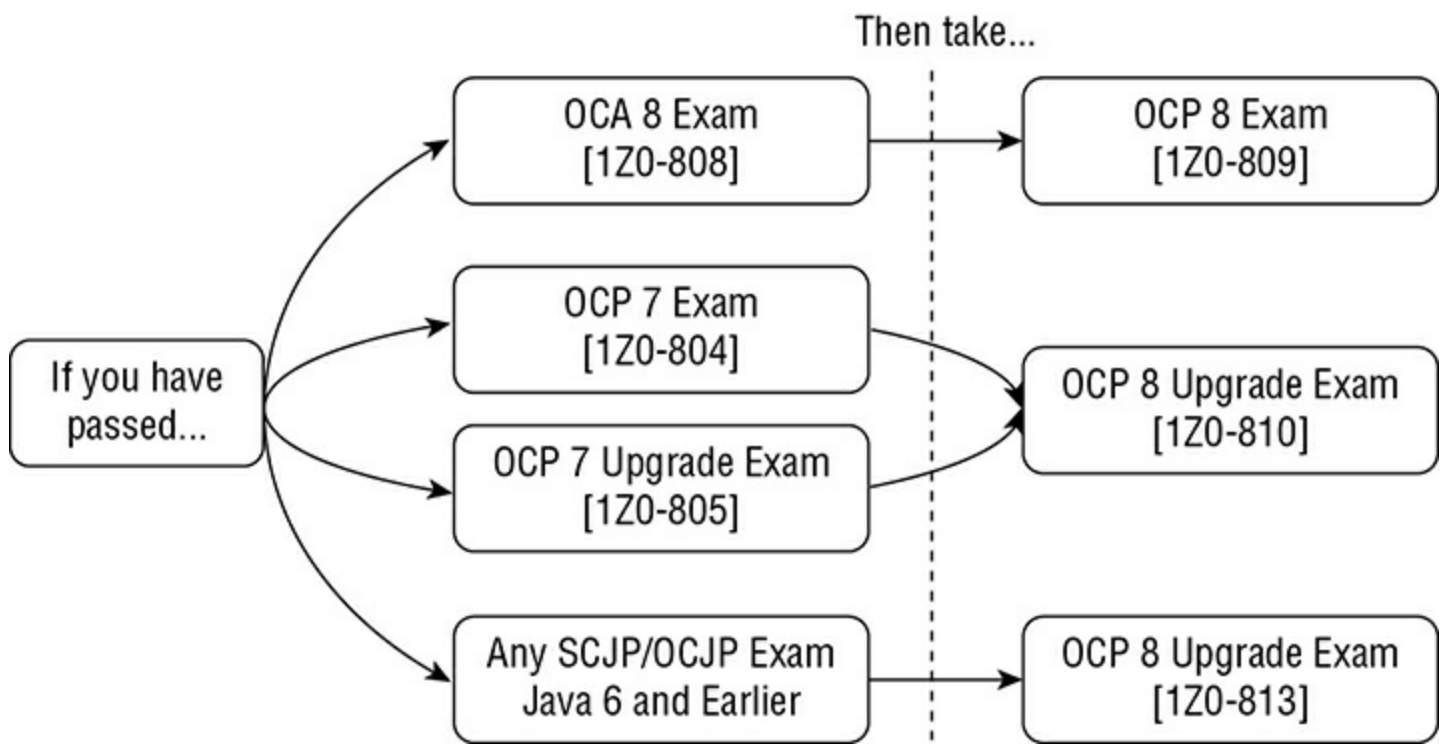 Then take...
OCA 8 Exam
[1Z0-808]
OCP 8 Exam
[1Z0-809]
OCP 7 Exam
[1Z0-804]
If you have
passed...
OCP 8 Upgrade Exam
[1Z0-810]
OCP 7 Upgrade Exam
[1Z0-805]
Any SCJP/OCJP Exam
Java 6 and Earlier
OCP 8 Upgrade Exam
[1Z0-813]